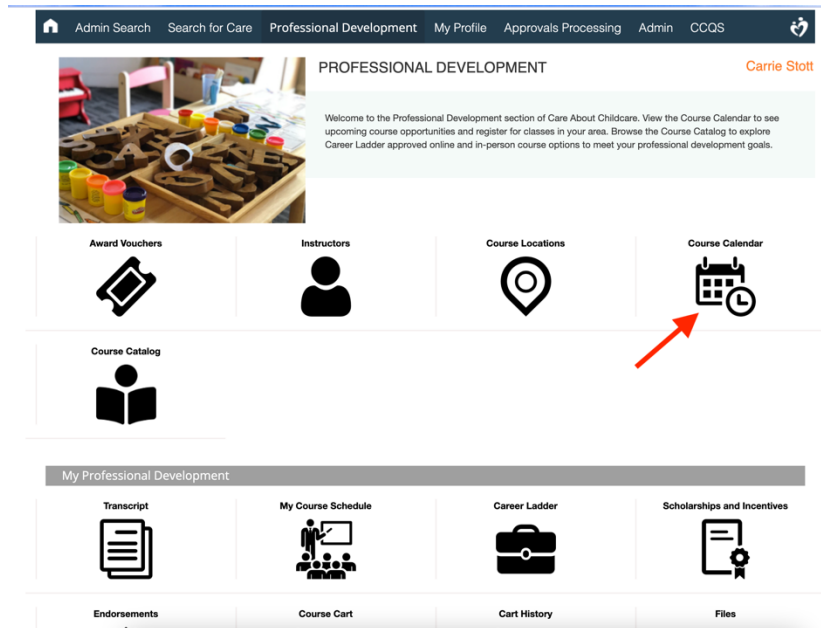 Admin Search Search for Care Professional Development My Profile Approvals Processing Admin CCQS
PROFESSIONAL DEVELOPMENT
Carrie Stott
Welcome to the Professional Development section of Care About Childcare. View the Course Calendar to see
upcoming course opportunities and register for classes in your area. Browse the Course Catalog to explore
Career Ladder approved online and in-person course options to meet your professional development goals.
Award Vouchers Instructors Course Locations Course Calendar
Course Catalog
My Professional Development
Transcript My Course Schedule Career Ladder Scholarships and Incentives
Endorsements Course Cart Cart History Files